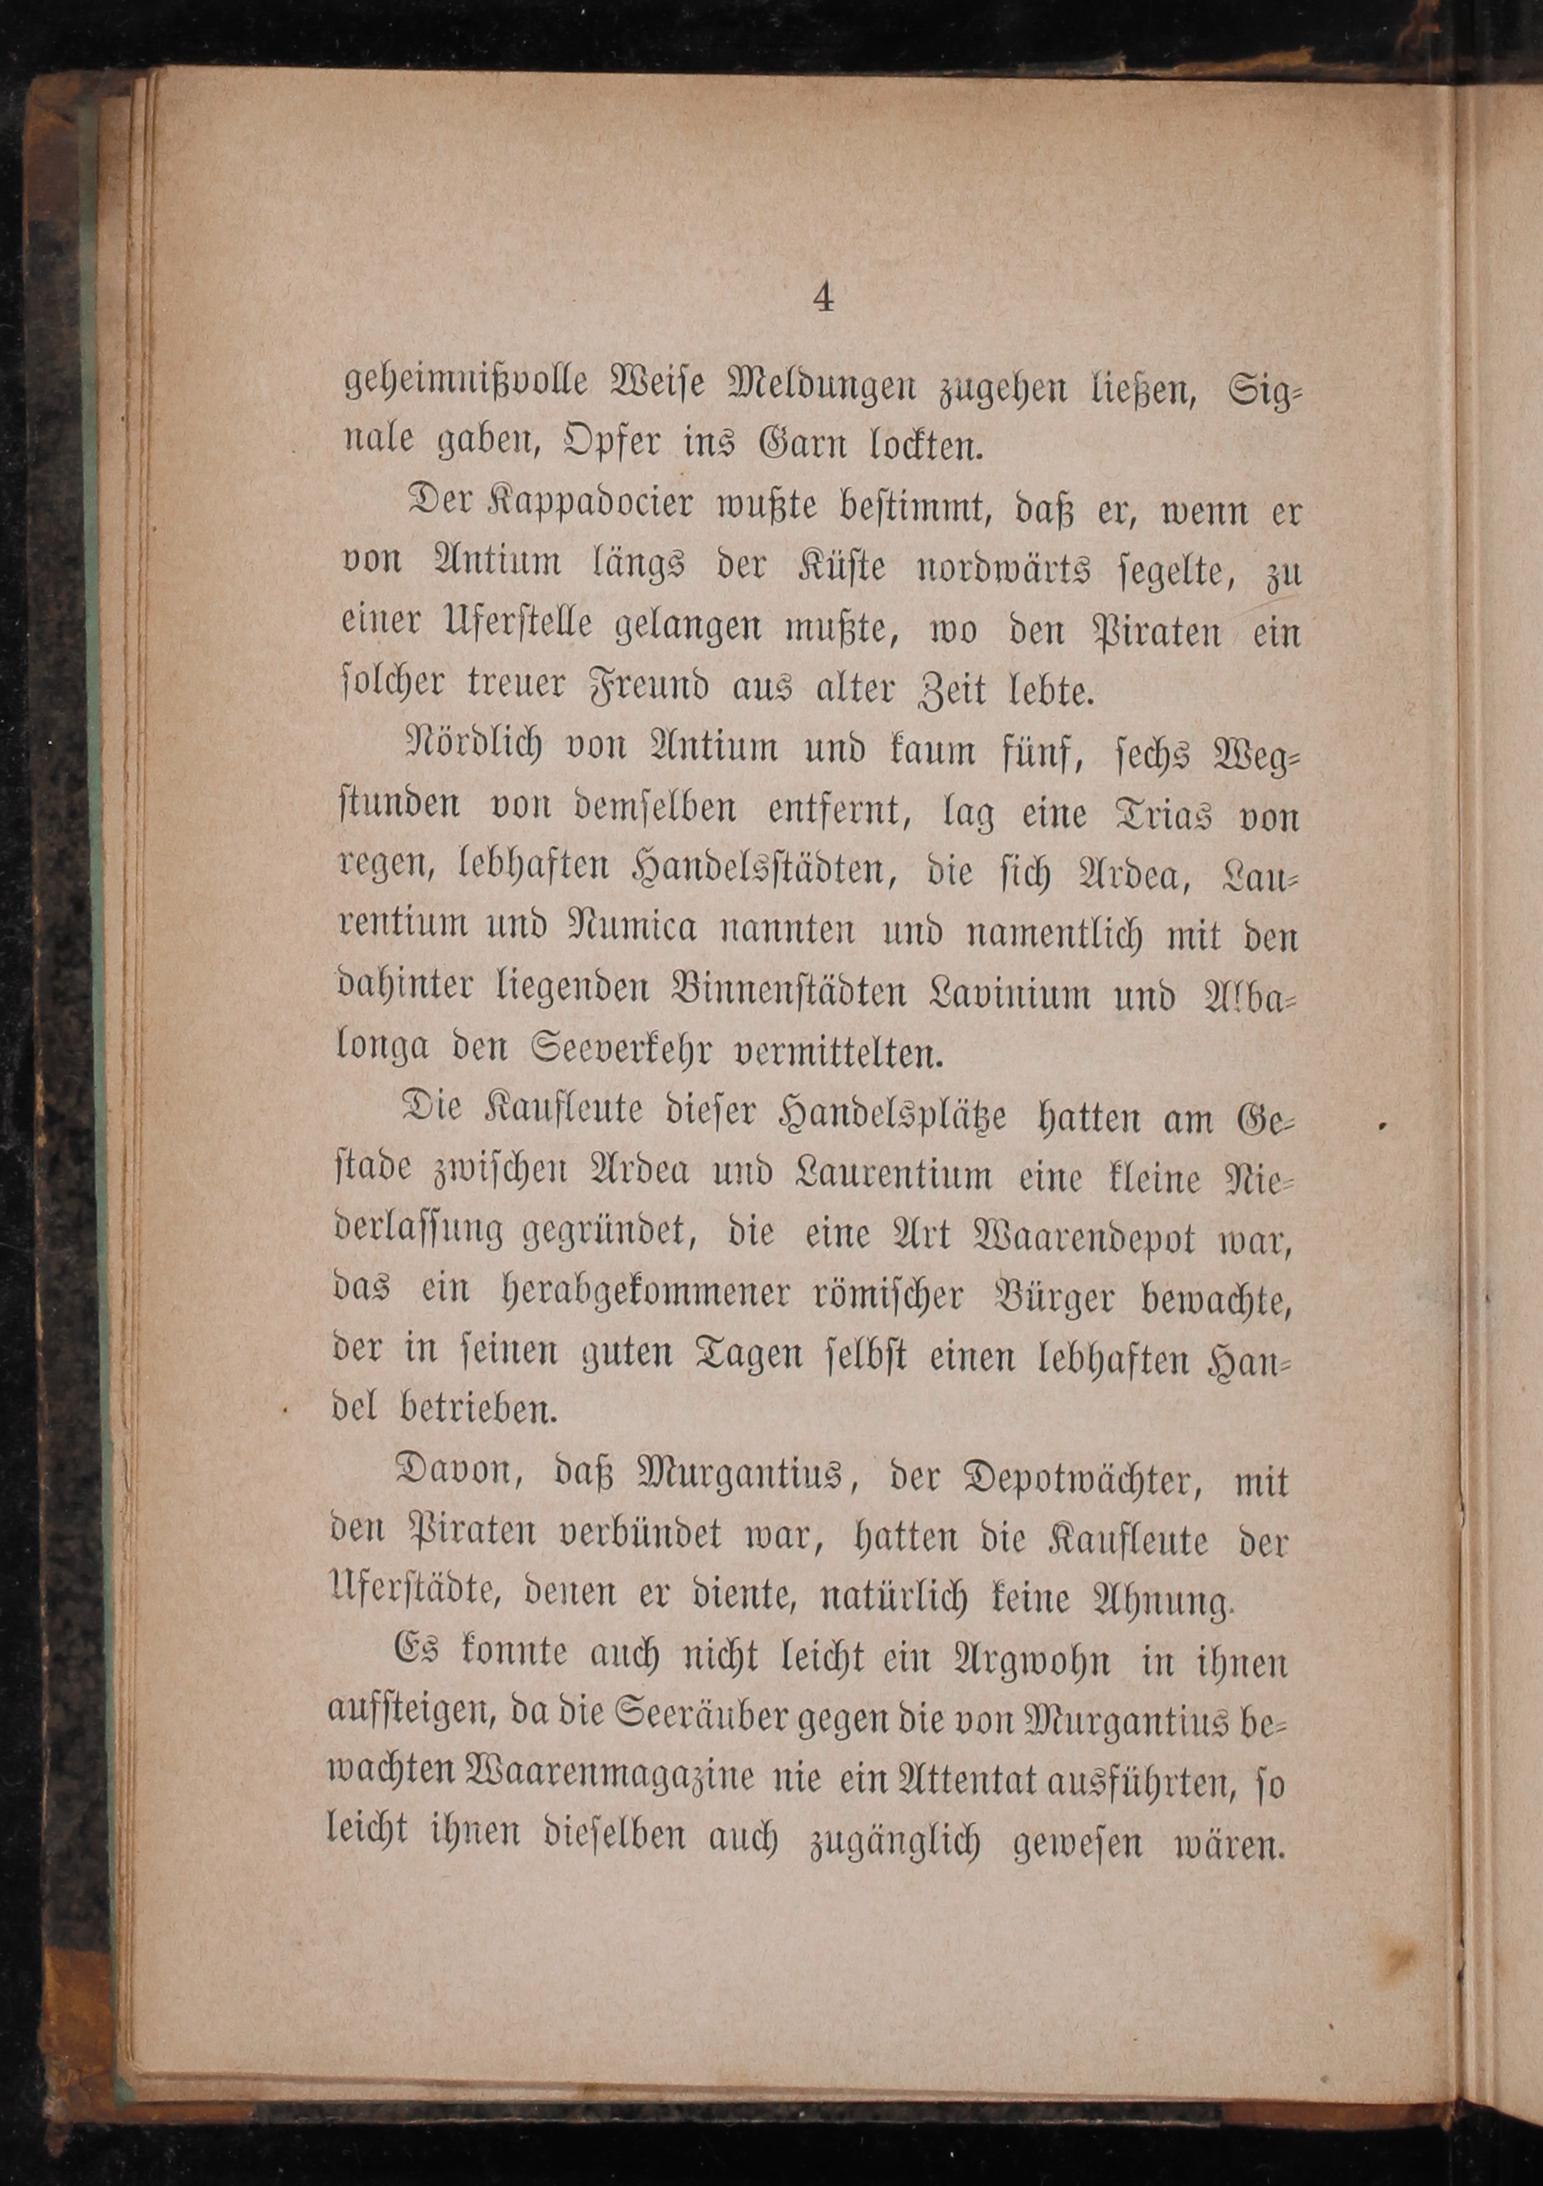 4
geheimnißvolle Weiſe Meldungen zugehen ließen, Sig⸗
nale gaben, Opfer ins Garn lockten.
Der Kappadocier wußte beſtimmt, daß er, wenn er
von Antium längs der Küſte nordwärts ſegelte, zu
einer Uferſtelle gelangen mußte, wo den Piraten ein
ſolcher treuer Freund aus alter Zeit lebte.
Nördlich von Antium und kaum fünf, ſechs Weg⸗
ſtunden von demſelben entfernt, lag eine Trias von
regen, lebhaften Handelsſtädten, die ſich Ardea, Lau⸗
rentium und Numica nannten und namentlich mit den
dahinter liegenden Binnenſtädten Lavinium und Alba⸗
longa den Seeverkehr vermittelten.
Die Kaufleute dieſer Handelsplätze hatten am Ge⸗
ſtade zwiſchen Ardea und Laurentium eine kleine Nie⸗
derlaſſung gegründet, die eine Art Waarendepot war,
das ein herabgekommener römiſcher Bürger bewachte,
der in ſeinen guten Tagen ſelbſt einen lebhaften Han⸗
del betrieben.
Davon, daß Murgantius, der Depotwächter, mit
den Piraten verbündet war, hatten die Kaufleute der
Uferſtädte, denen er diente, natürlich keine Ahnung.
Es konnte auch nicht leicht ein Argwohn in ihnen
aufſteigen, da die Seeräuber gegen die von Murgantius be⸗
wachten Waarenmagazine nie ein Attentat ausführten, ſo
leicht ihnen dieſelben auch zugänglich geweſen wären.